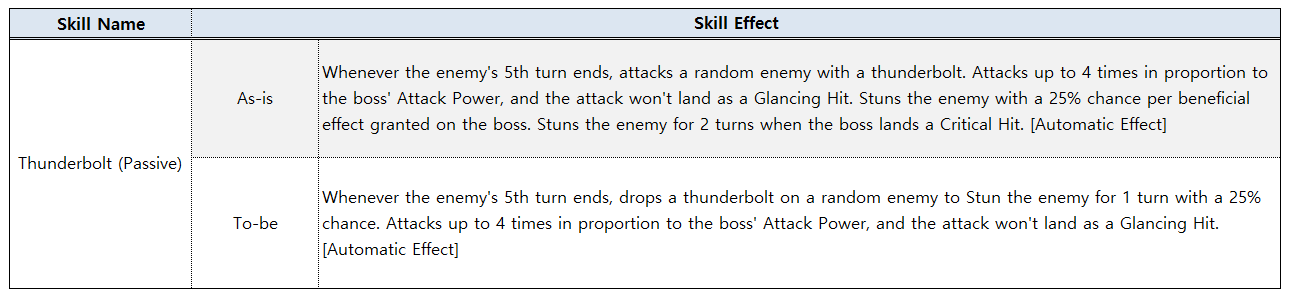 Skill Name
Skill Effect
Thunderbolt (Passive)
As-is
Whenever the enemy's 5th turn ends, attacks a random enemy with a thunderbolt. Attacks up to 4 times in proportion to
the boss' Attack Power, and the attack won't land as a Glancing Hit. Stuns the enemy with a 25% chance per beneficial
effect granted on the boss. Stuns the enemy for 2 turns when the boss lands a Critical Hit. [Automatic Effect]
To-be
Whenever the enemy's 5th turn ends, drops a thunderbolt on a random enemy to Stun the enemy for 1 turn with a 25%
chance. Attacks up to 4 times in proportion to the boss' Attack Power, and the attack won't land as a Glancing Hit.
[Automatic Effect]